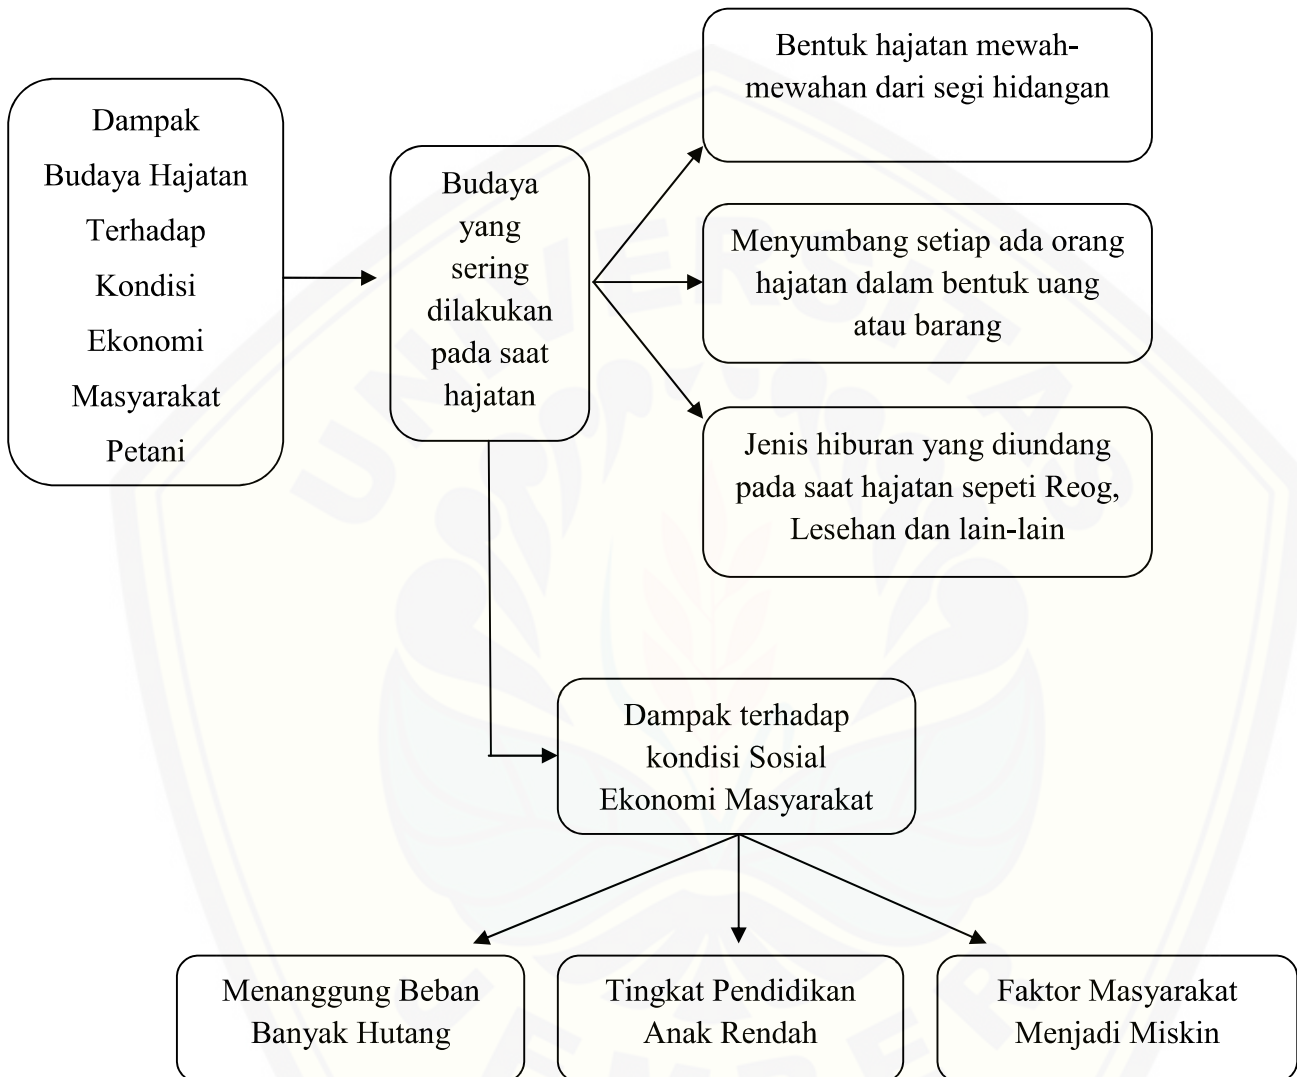 Dampak
Budaya Hajatan
Terhadap
Kondisi
Ekonomi
Masyarakat
Petani
Budaya
yang
sering
dilakukan
pada saat
hajatan
Bentuk hajatan mewah-
mewahan dari segi hidangan
Menyumbang setiap ada orang
hajatan dalam bentuk uang
atau barang
Jenis hiburan yang diundang
pada saat hajatan sepeti Reog,
Lesehan dan lain-lain
Dampak terhadap
kondisi Sosial
Ekonomi Masyarakat
Menanggung Beban
Banyak Hutang
Tingkat Pendidikan
Anak Rendah
Faktor Masyarakat
Menjadi Miskin
UNIVERSITAS